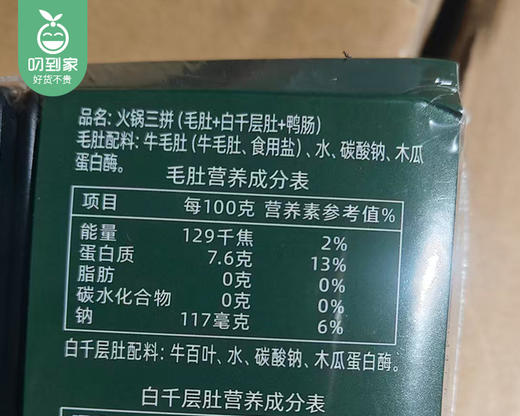 叨到家
好货不贵
品名：火锅三拼（毛肚+白千层肚+鸭肠）
毛肚配料：牛毛肚（牛毛肚、食用盐）、水、碳酸钠、木瓜
蛋白酶。
毛肚营养成分表
项目 每100克 营养素参考值%
能量 129千焦 2%
蛋白质 7.6克 13%
脂肪 0克 0%
碳水化合物 0克 0%
钠 117毫克 6%
白千层肚配料：牛百叶、水、碳酸钠、木瓜蛋白酶。
白千层肚营养成分表